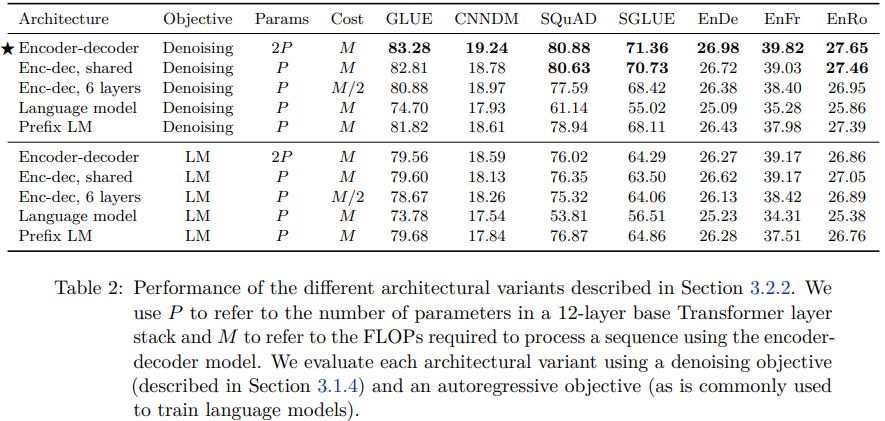 Architecture Objective Params Cost GLUE CNNDM SQuAD SGLUE EnDe EnFr EnRo
★ Encoder-decoder Denoising 2P M 83.28 19.24 80.88 71.36 26.98 39.82 27.65
Enc-dec, shared Denoising P M 82.81 18.78 80.63 70.73 26.72 39.03 27.46
Enc-dec, 6 layers Denoising P M/2 80.88 18.97 77.59 68.42 26.38 38.40 26.95
Language model Denoising P M 74.70 17.93 61.14 55.02 25.09 35.28 25.86
Prefix LM Denoising P M 81.82 18.61 78.94 68.11 26.43 37.98 27.39
Encoder-decoder LM 2P M 79.56 18.59 76.02 64.29 26.27 39.17 26.86
Enc-dec, shared LM P M 79.60 18.13 76.35 63.50 26.62 39.17 27.05
Enc-dec, 6 layers LM P M/2 78.67 18.26 75.32 64.06 26.13 38.42 26.89
Language model LM P M 73.78 17.54 53.81 56.51 25.23 34.31 25.38
Prefix LM LM P M 79.68 17.84 76.87 64.86 26.28 37.51 26.76
Table 2: Performance of the different architectural variants described in Section 3.2.2. We
use P to refer to the number of parameters in a 12-layer base Transformer layer
stack and M to refer to the FLOPs required to process a sequence using the encoder-
decoder model. We evaluate each architectural variant using a denoising objective
(described in Section 3.1.4) and an autoregressive objective (as is commonly used
to train language models).